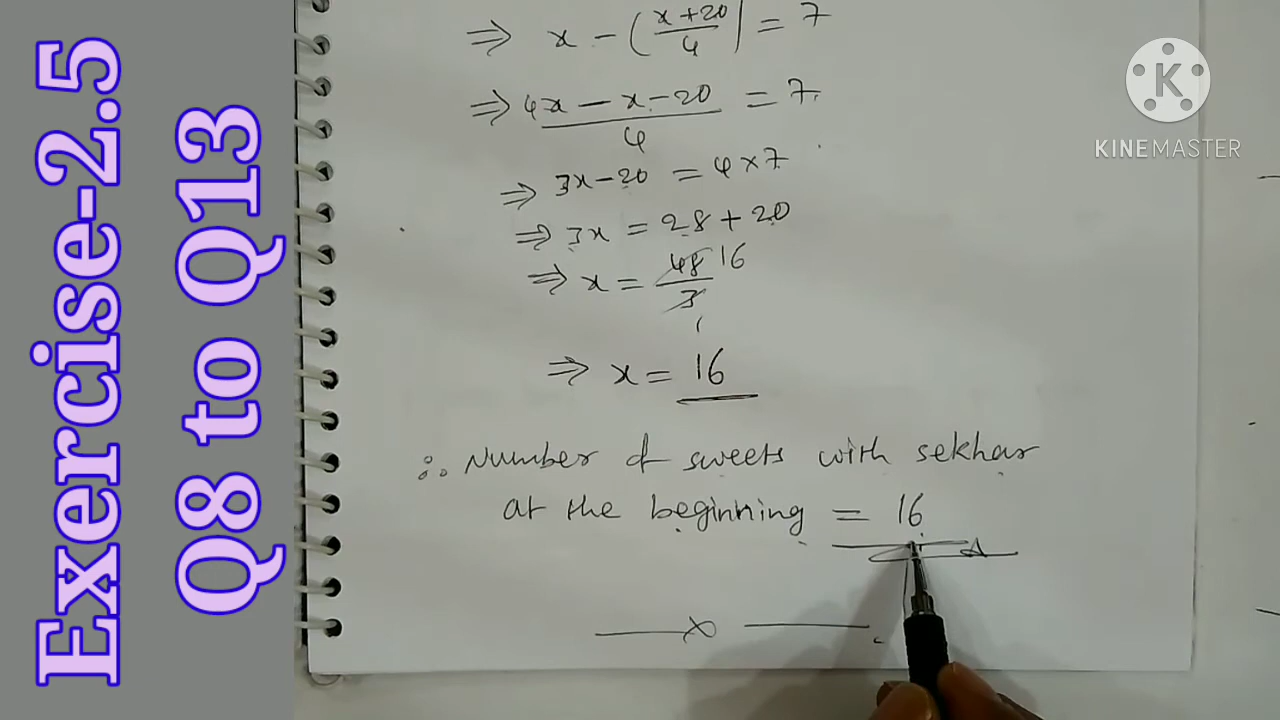 Exercise-2.5
Q8 to Q13
⇒ x - (x+20/4) = 7
⇒ 4x - x - 20/4 = 7
⇒ 3x - 20 = 4 × 7
⇒ 3x = 28 + 20
⇒ x = 48/3 16
1
⇒ x = 16
∴ Number of sweets with sekhar
at the beginning = 16
x
K
KINEMASTER